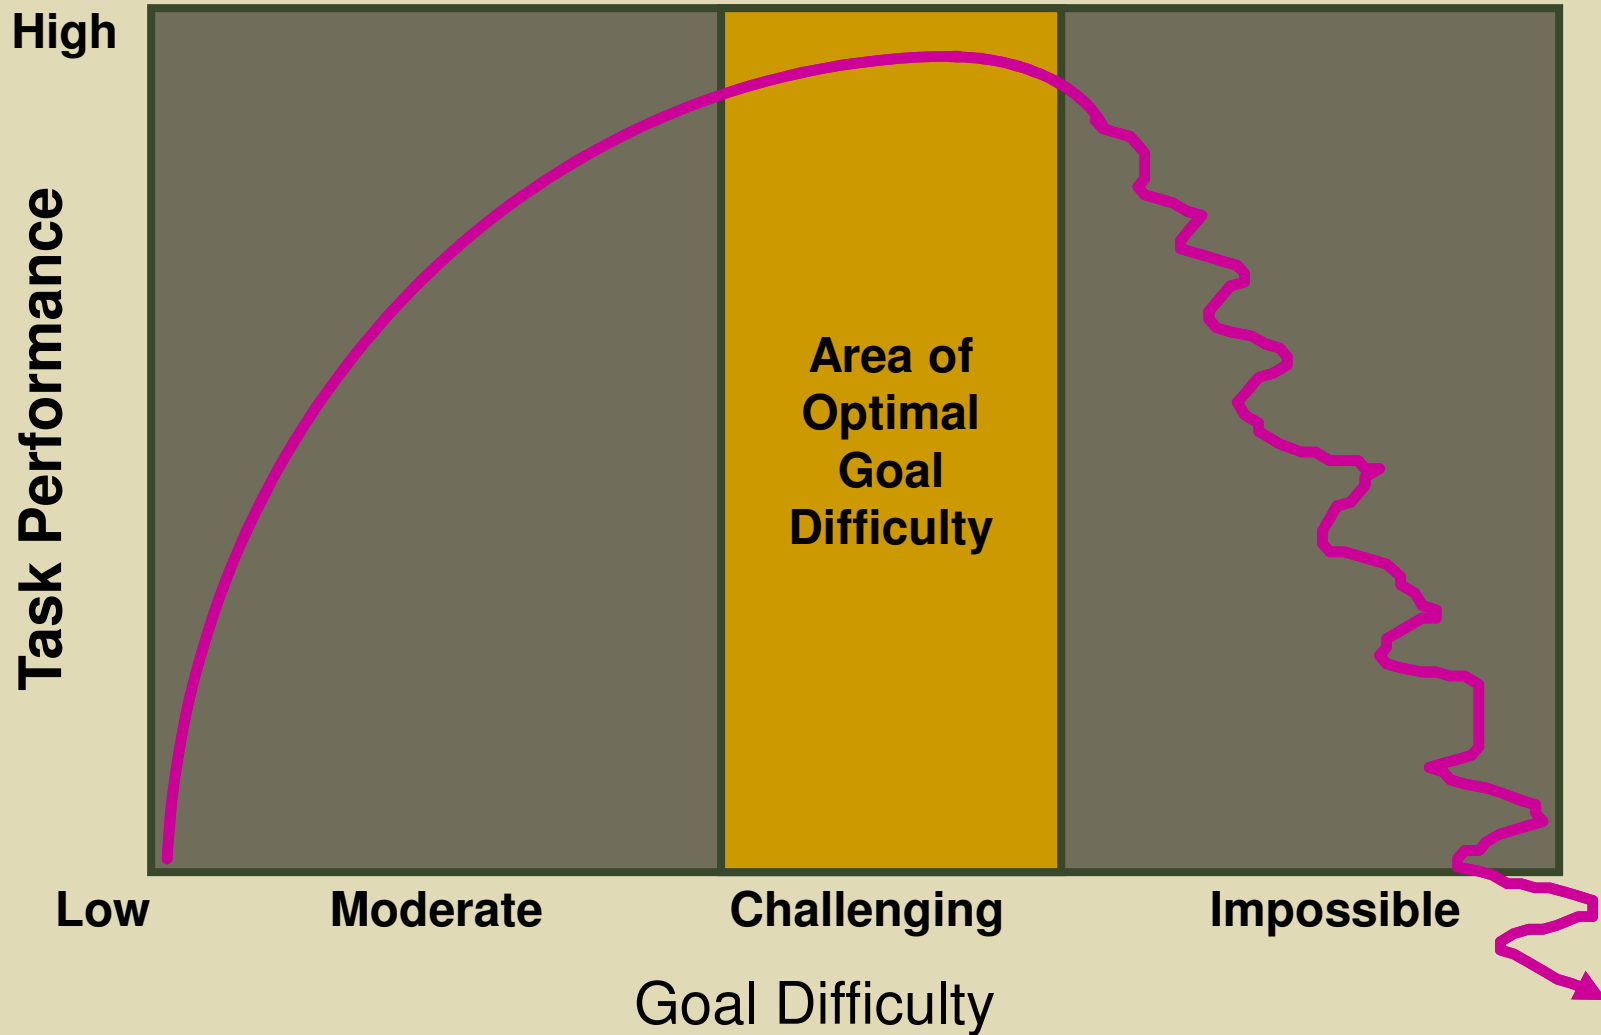 High
Task Performance
Area of
Optimal
Goal
Difficulty
Low
Moderate
Challenging
Impossible
Goal Difficulty